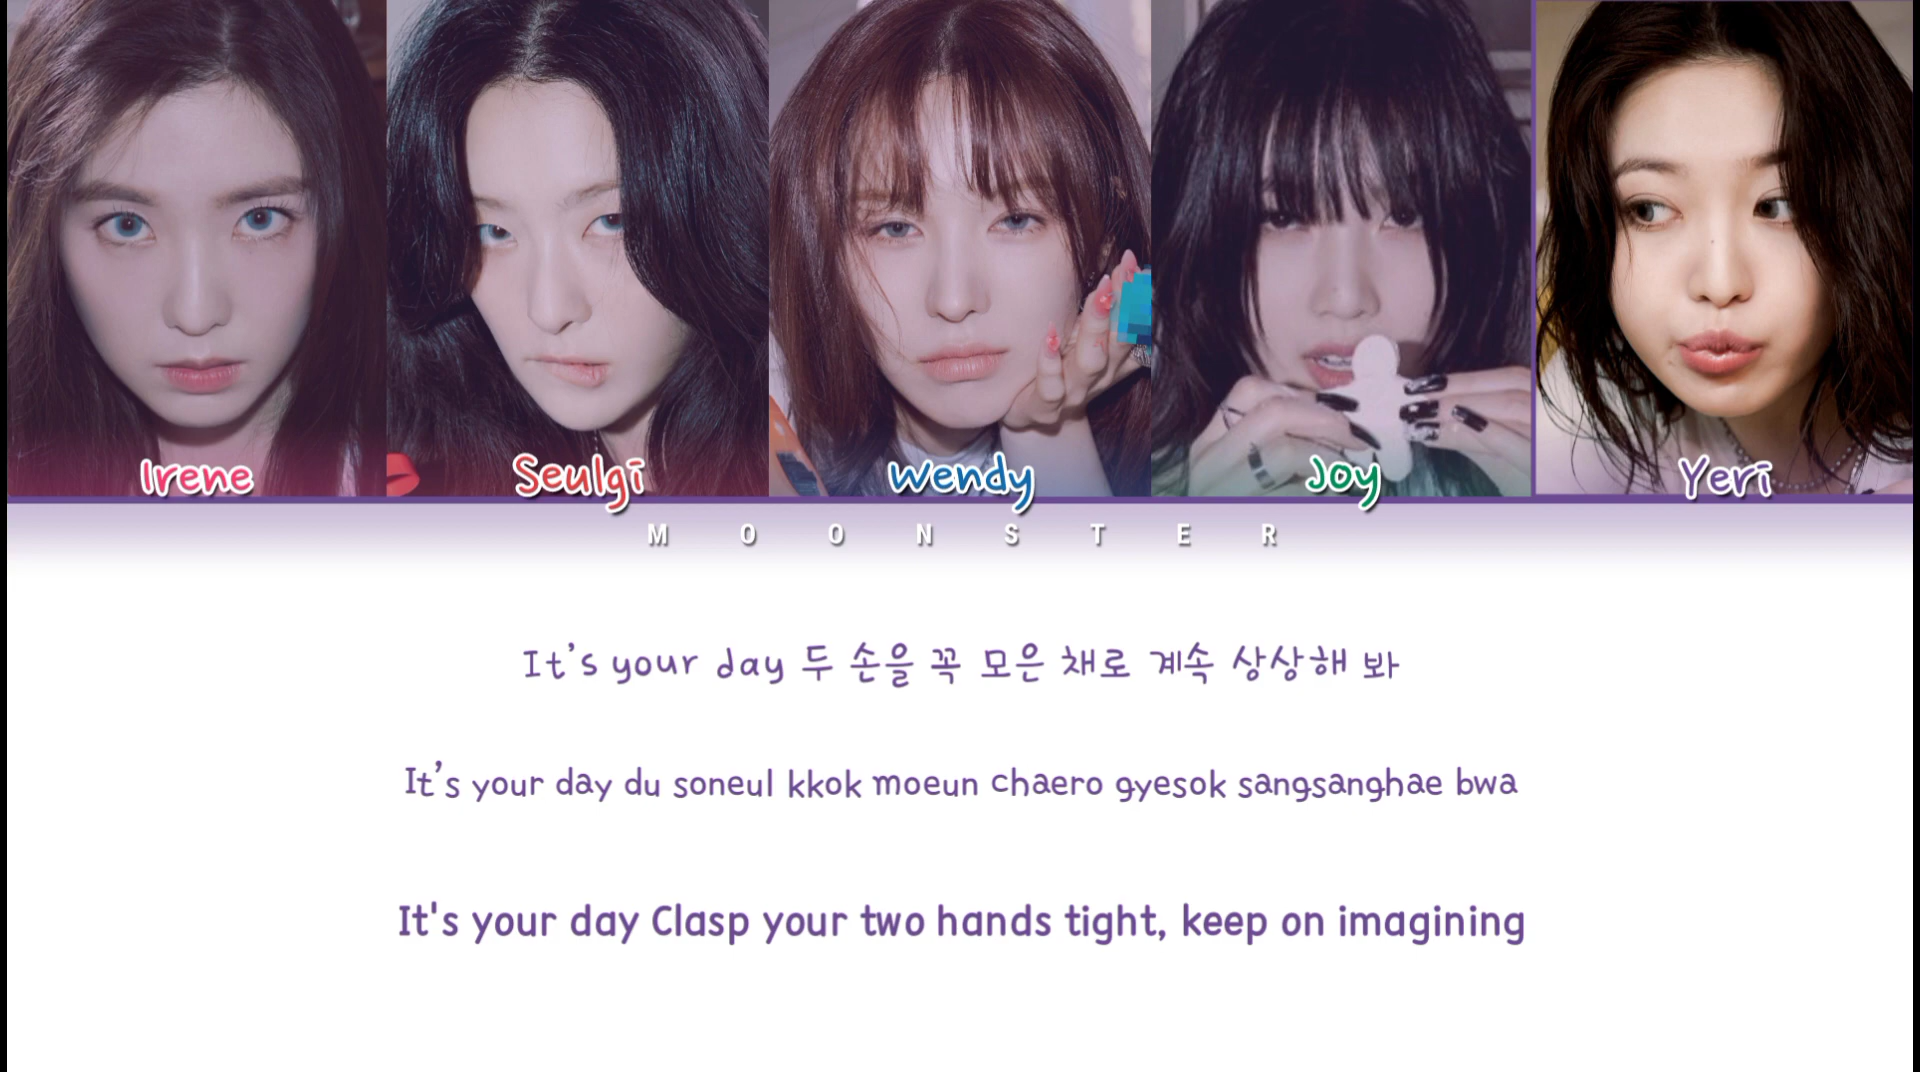 Irene Seulgi Wendy Joy Yeri
MOONSTER
It's your day 두 손을 꼭 모은 채로 계속 상상해 봐
It's your day du soneul kkok moeun chaero gyesok sangsanghae bwa
It's your day Clasp your two hands tight, keep on imagining